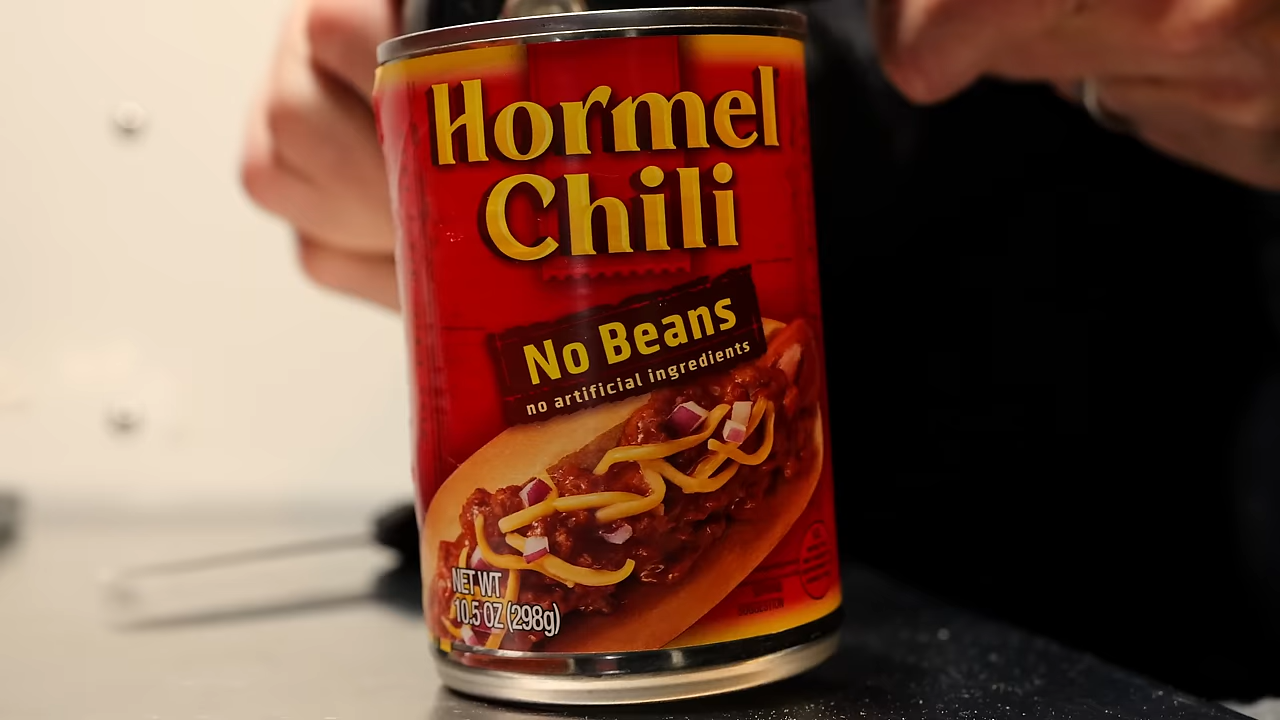 Hormel
Chili
No Beans
no artificial ingredients
NET WT
10.5 OZ (298g)